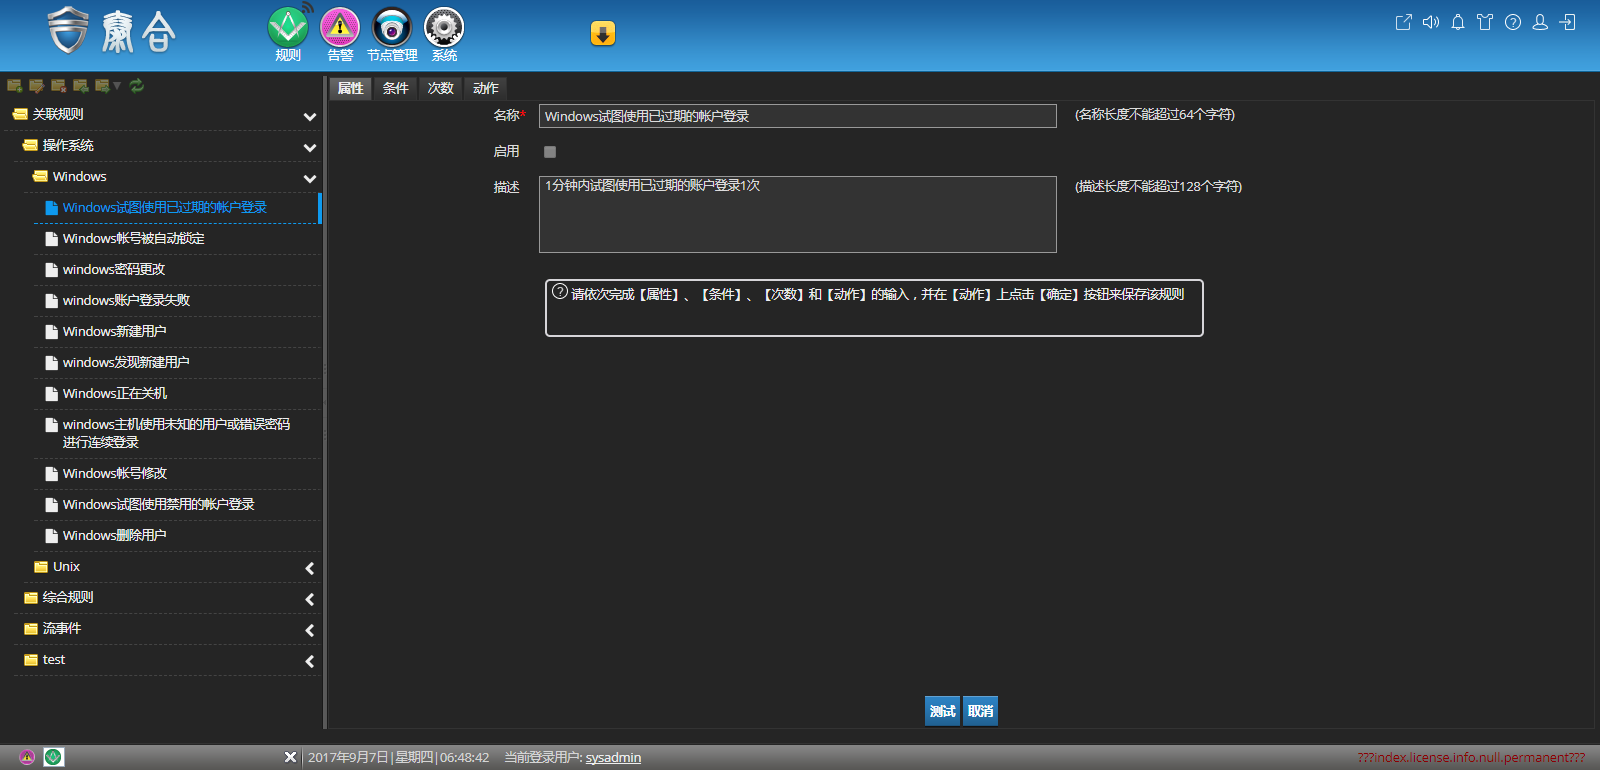 泰合
规则 告警 节点管理 系统
属性 条件 次数 动作
关联规则
操作系统
Windows
Windows试图使用已过期的帐户登录
Windows帐号被自动锁定
windows密码更改
windows账户登录失败
Windows新建用户
windows发现新建用户
Windows正在关机
windows主机使用未知的用户或错误密码
进行连续登录
Windows帐号修改
Windows试图使用禁用的帐户登录
Windows删除用户
Unix
综合规则
流事件
test
名称* Windows试图使用已过期的帐户登录 (名称长度不能超过64个字符)
启用
描述 1分钟内试图使用已过期的账户登录1次 (描述长度不能超过128个字符)
请依次完成【属性】、【条件】、【次数】和【动作】的输入，并在【动作】上点击【确定】按钮来保存该规则
测试 取消
2017年9月7日|星期四|06:48:42 当前登录用户: sysadmin ???index.license.info.null.permanent???